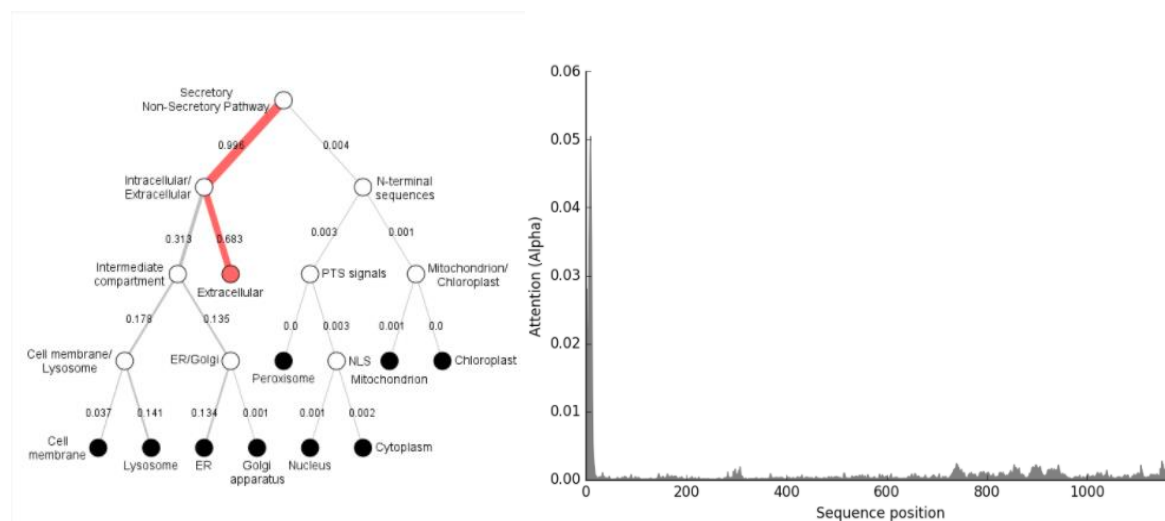 Secretory
Non-Secretory Pathway
0.996
0.004
Intracellular/
Extracellular
N-terminal
sequences
0.313
0.683
0.003
0.001
Intermediate
compartment
Extracellular
PTS signals
Mitochondrion/
Chloroplast
0.178
0.135
0.0
0.003
0.001
0.0
Cell membrane/
Lysosome
ER/Golgi
Peroxisome
NLS
Mitochondrion
Chloroplast
0.037
0.141
0.134
0.001
0.001
0.002
Cell
membrane
Lysosome
ER
Golgi
apparatus
Nucleus
Cytoplasm
0.06
0.05
0.04
0.03
0.02
0.01
0.00
Attention (Alpha)
0
200
400
600
800
1000
Sequence position